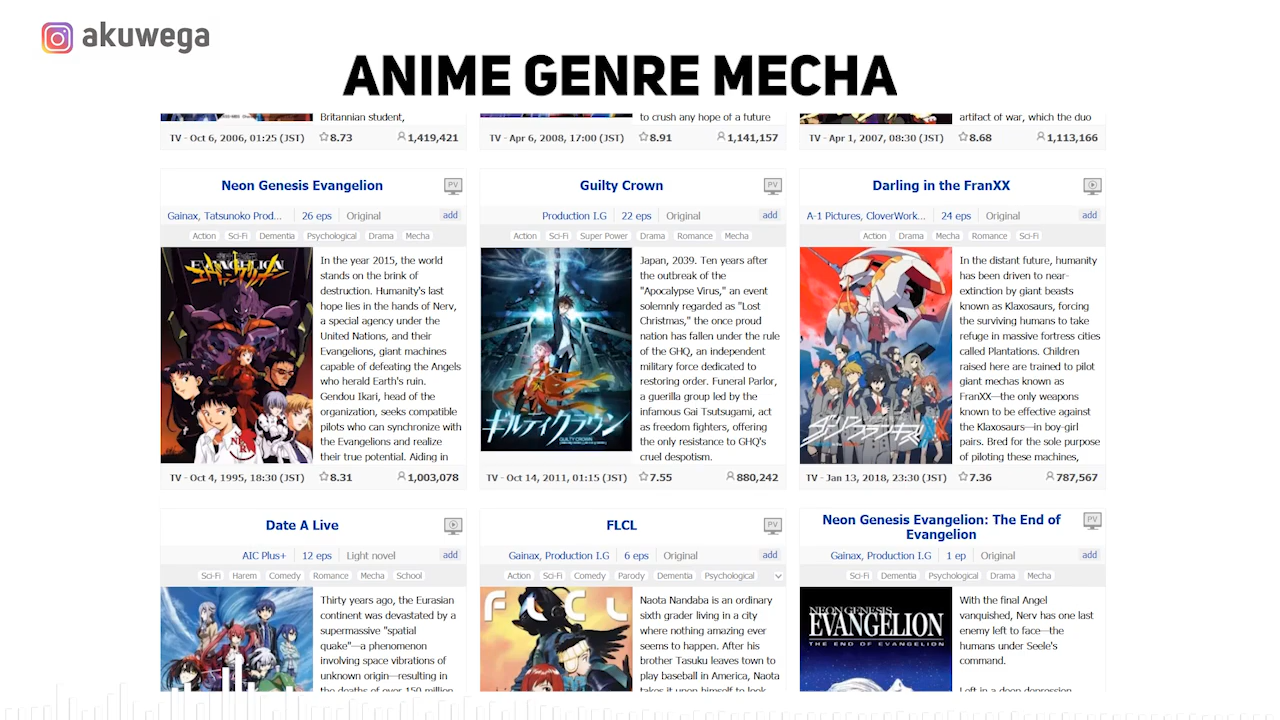 akuwega
ANIME GENRE MECHA
Britannian student,
TV - Oct 6, 2006, 01:25 (JST) 8.73 1,419,421
to crush any hope of a future
TV - Apr 6, 2008, 17:00 (JST) 8.91 1,141,157
artifact of war, which the duo
TV - Apr 1, 2007, 08:30 (JST) 8.68 1,113,166
Neon Genesis Evangelion PV
Gainax, Tatsunoko Prod... 26 eps Original add
Action Sci-Fi Dementia Psychological Drama Mecha
EVANGELION
In the year 2015, the world
stands on the brink of
destruction. Humanity's last
hope lies in the hands of Nerv,
a special agency under the
United Nations, and their
Evangelions, giant machines
capable of defeating the Angels
who herald Earth's ruin.
Gendou Ikari, head of the
organization, seeks compatible
pilots who can synchronize with
the Evangelions and realize
their true potential. Aiding in
TV - Oct 4, 1995, 18:30 (JST) 8.31 1,003,078
Guilty Crown PV
Production I.G 22 eps Original add
Action Sci-Fi Super Power Drama Romance Mecha
ギルティクラウン
GUILTY CROWN
Japan, 2039. Ten years after
the outbreak of the
"Apocalypse Virus," an event
solemnly regarded as "Lost
Christmas," the once proud
nation has fallen under the rule
of the GHQ, an independent
military force dedicated to
restoring order. Funeral Parlor,
a guerilla group led by the
infamous Gai Tsutsugami, act
as freedom fighters, offering
the only resistance to GHQ's
cruel despotism.
TV - Oct 14, 2011, 01:15 (JST) 7.55 880,242
Darling in the FranXX
A-1 Pictures, CloverWork... 24 eps Original add
Action Drama Mecha Romance Sci-Fi
In the distant future, humanity
has been driven to near-
extinction by giant beasts
known as Klaxosaurs, forcing
the surviving humans to take
refuge in massive fortress cities
called Plantations. Children
raised here are trained to pilot
giant mechas known as
FranXX—the only weapons
known to be effective against
the Klaxosaurs—in boy-girl
pairs. Bred for the sole purpose
of piloting these machines,
TV - Jan 13, 2018, 23:30 (JST) 7.36 787,567
Date A Live
AIC Plus+ 12 eps Light novel add
Sci-Fi Harem Comedy Romance Mecha School
Thirty years ago, the Eurasian
continent was devastated by a
supermassive "spatial
quake"—a phenomenon
involving space vibrations of
unknown origin—resulting in
the deaths of over 150 million
FLCL PV
Gainax, Production I.G 6 eps Original add
Action Sci-Fi Comedy Parody Dementia Psychological
FLCL
Naota Nandaba is an ordinary
sixth grader living in a city
where nothing amazing ever
seems to happen. After his
brother Tasuku leaves town to
play baseball in America, Naota
takes it upon himself to look
Neon Genesis Evangelion: The End of PV
Evangelion
Gainax, Production I.G 1 ep Original add
Sci-Fi Dementia Psychological Drama Mecha
NEON GENESIS
EVANGELION
THE END OF EVANGELION
With the final Angel
vanquished, Nerv has one last
enemy left to face—the
humans under Seele's
command.
Left in a deep depression